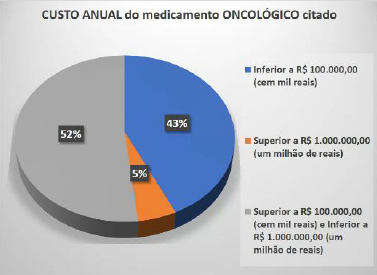 CUSTO ANUAL do medicamento ONCOLÓGICO citado
43%
5%
52%
Inferior a R$ 100.000,00
(cem mil reais)
Superior a R$ 1.000.000,00
(um milhão de reais)
Superior a R$ 100.000,00
(cem mil reais) e Inferior a
R$ 1.000.000,00 (um
milhão de reais)